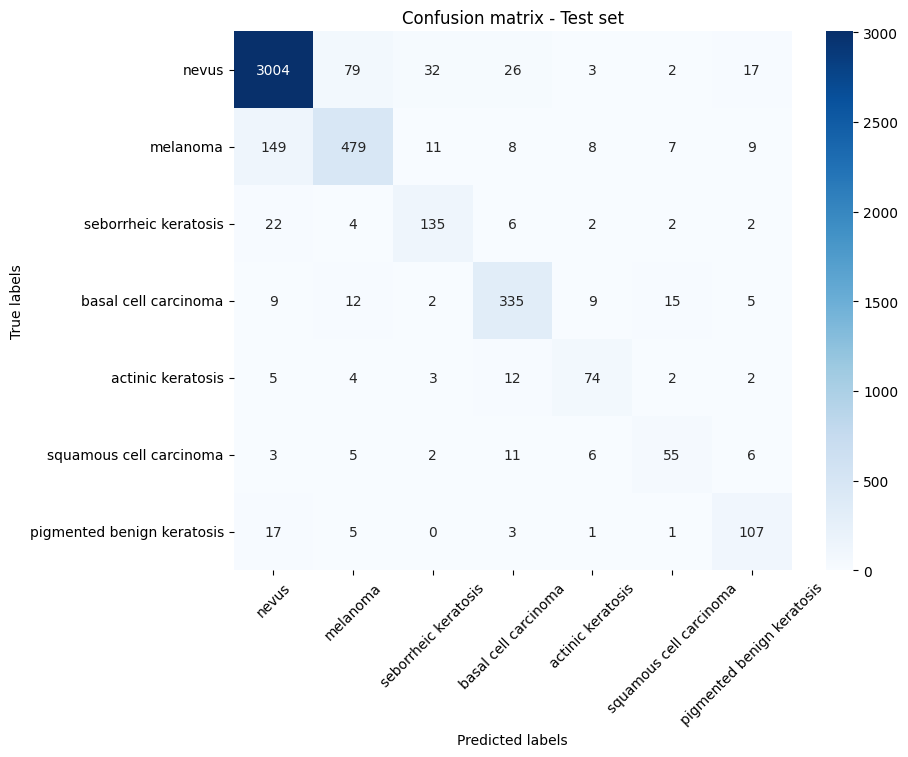 Confusion matrix - Test set
nevus 3004 79 32 26 3 2 17
melanoma 149 479 11 8 8 7 9
seborrheic keratosis 22 4 135 6 2 2 2
basal cell carcinoma 9 12 2 335 9 15 5
actinic keratosis 5 4 3 12 74 2 2
squamous cell carcinoma 3 5 2 11 6 55 6
pigmented benign keratosis 17 5 0 3 1 1 107
True labels
nevus
melanoma
seborrheic keratosis
basal cell carcinoma
actinic keratosis
squamous cell carcinoma
pigmented benign keratosis
Predicted labels
3000
2500
2000
1500
1000
500
0